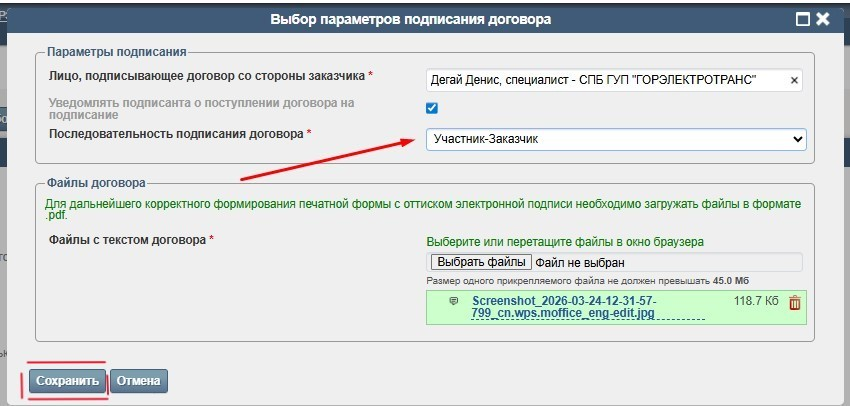 Выбор параметров подписания договора
Параметры подписания
Лицо, подписывающее договор со стороны заказчика *
Дегай Денис, специалист - СПБ ГУП "ГОРЭЛЕКТРОТРАНС"
Уведомлять подписанта о поступлении договора на
подписание
Последовательность подписания договора *
Участник-Заказчик
Файлы договора
Для дальнейшего корректного формирования печатной формы с оттиском электронной подписи необходимо загружать файлы в формате
.pdf.
Файлы с текстом договора *
Выберите или перетащите файлы в окно браузера
Выбрать файлы Файл не выбран
Размер одного прикрепляемого файла не должен превышать 45.0 Мб
Screenshot_2026-03-24-12-31-57-
799_cn.wps.moffice_eng-edit.jpg
118.7 Кб
Сохранить Отмена